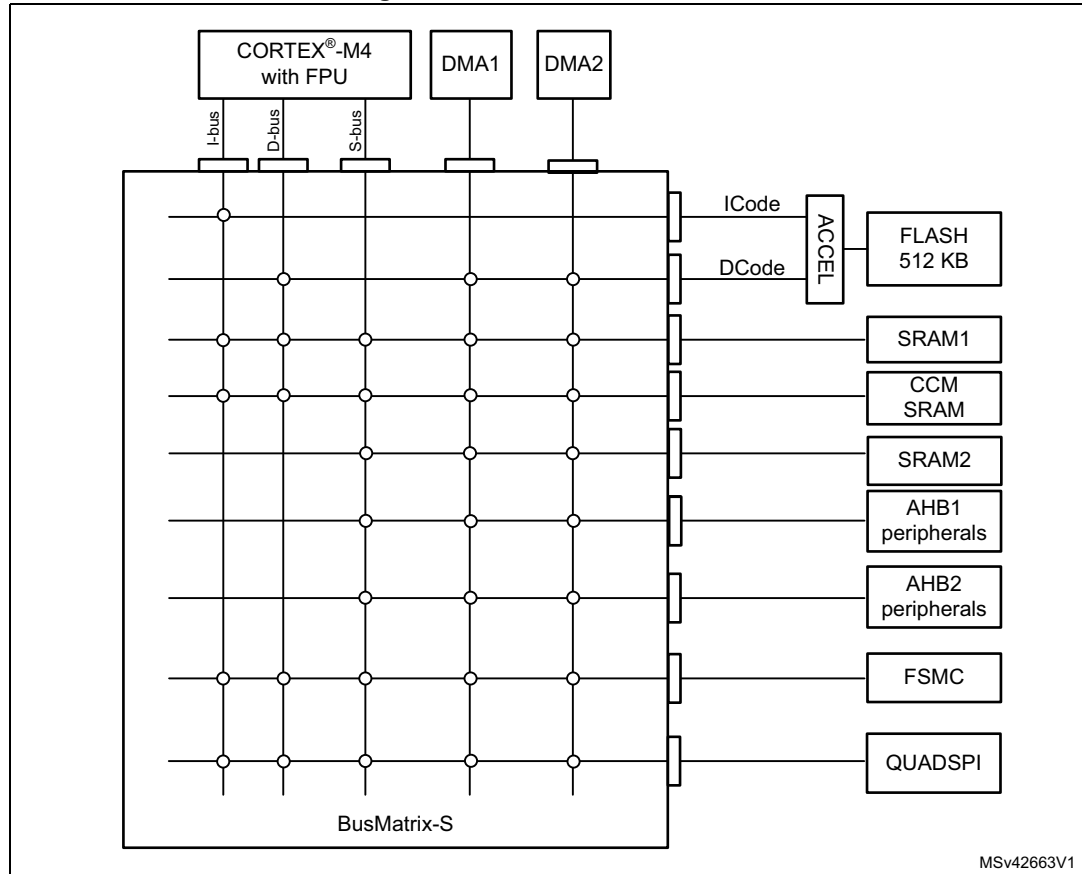 CORTEX®-M4
with FPU
DMA1
DMA2
I-bus
D-bus
S-bus
ICode
DCode
ACCEL
FLASH
512 KB
SRAM1
CCM
SRAM
SRAM2
AHB1
peripherals
AHB2
peripherals
FSMC
QUADSPI
BusMatrix-S
MSv42663V1